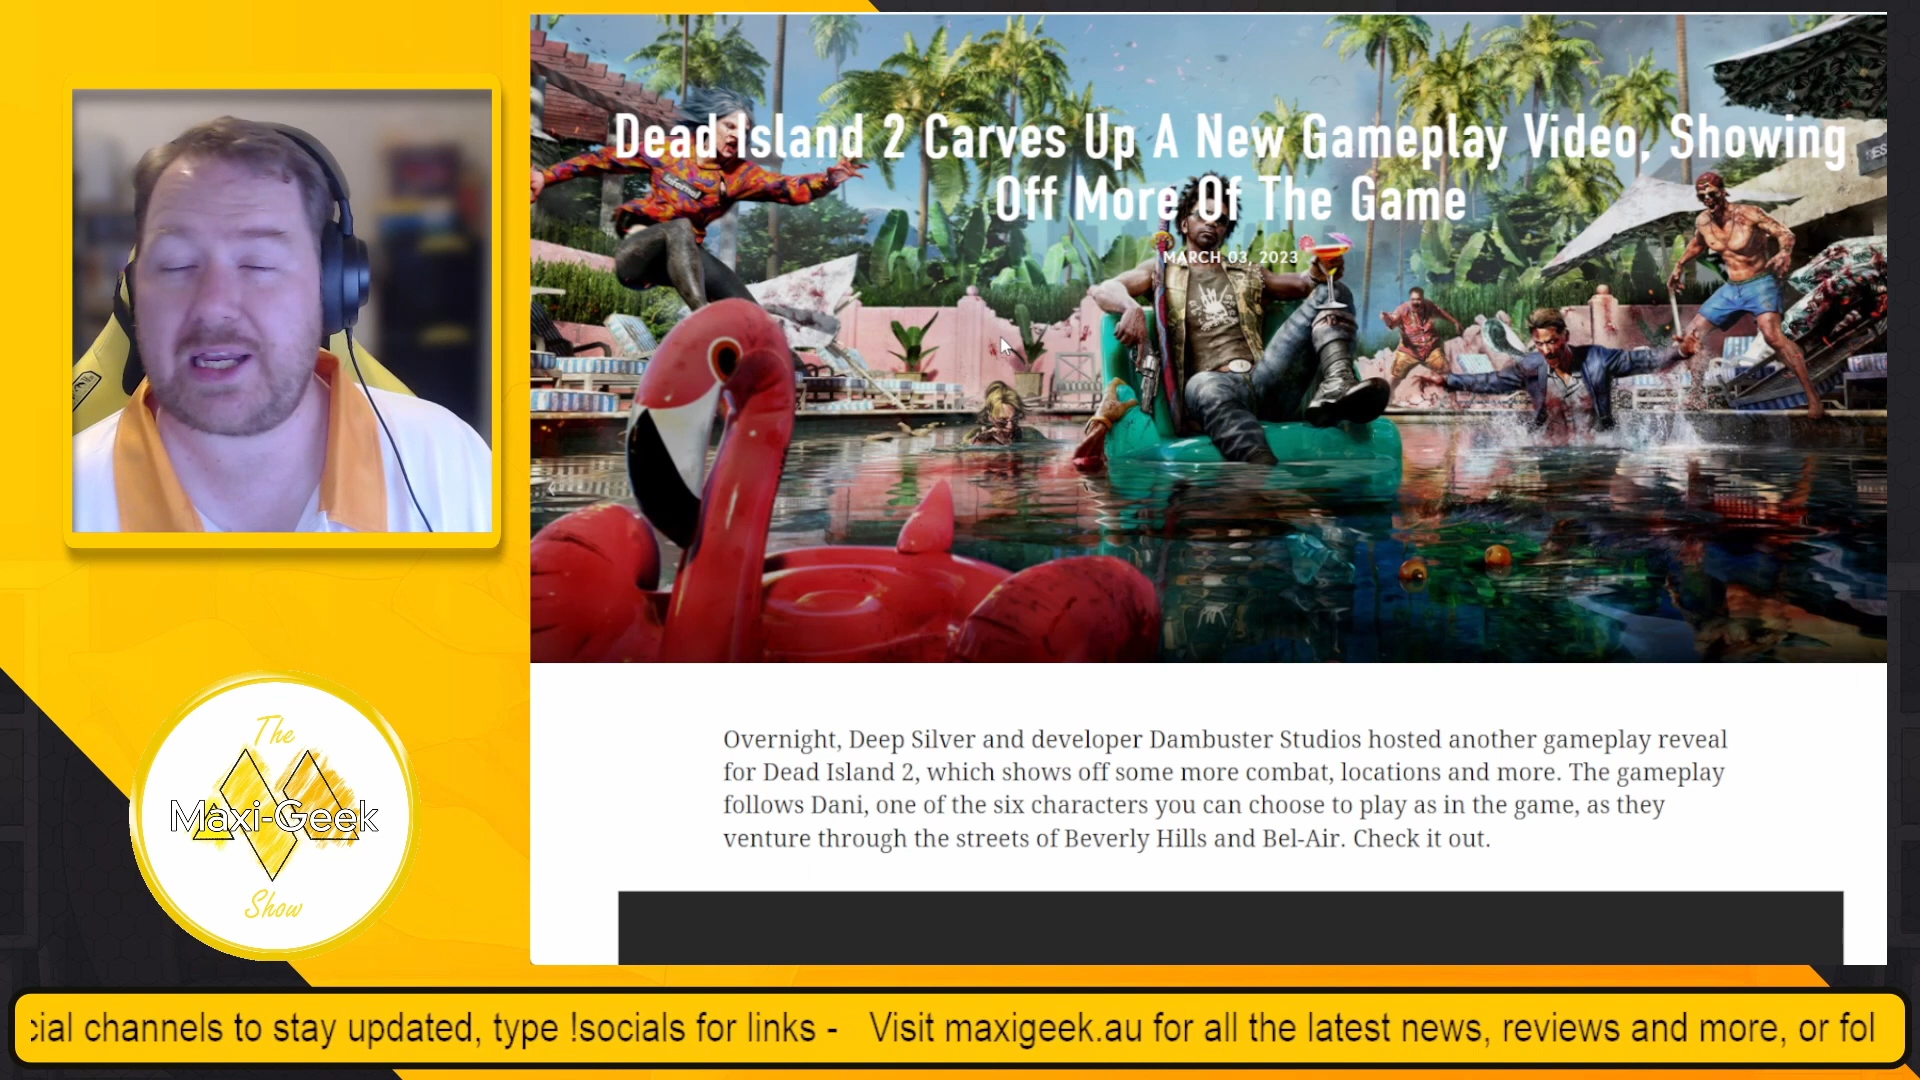 Dead Island 2 Carves Up A New Gameplay Video, Showing
Off More Of The Game
MARCH 03, 2023
Overnight, Deep Silver and developer Dambuster Studios hosted another gameplay reveal
for Dead Island 2, which shows off some more combat, locations and more. The gameplay
follows Dani, one of the six characters you can choose to play as in the game, as they
venture through the streets of Beverly Hills and Bel-Air. Check it out.
The
Maxi-Geek
Show
cial channels to stay updated, type !socials for links - Visit maxigeek.au for all the latest news, reviews and more, or fol